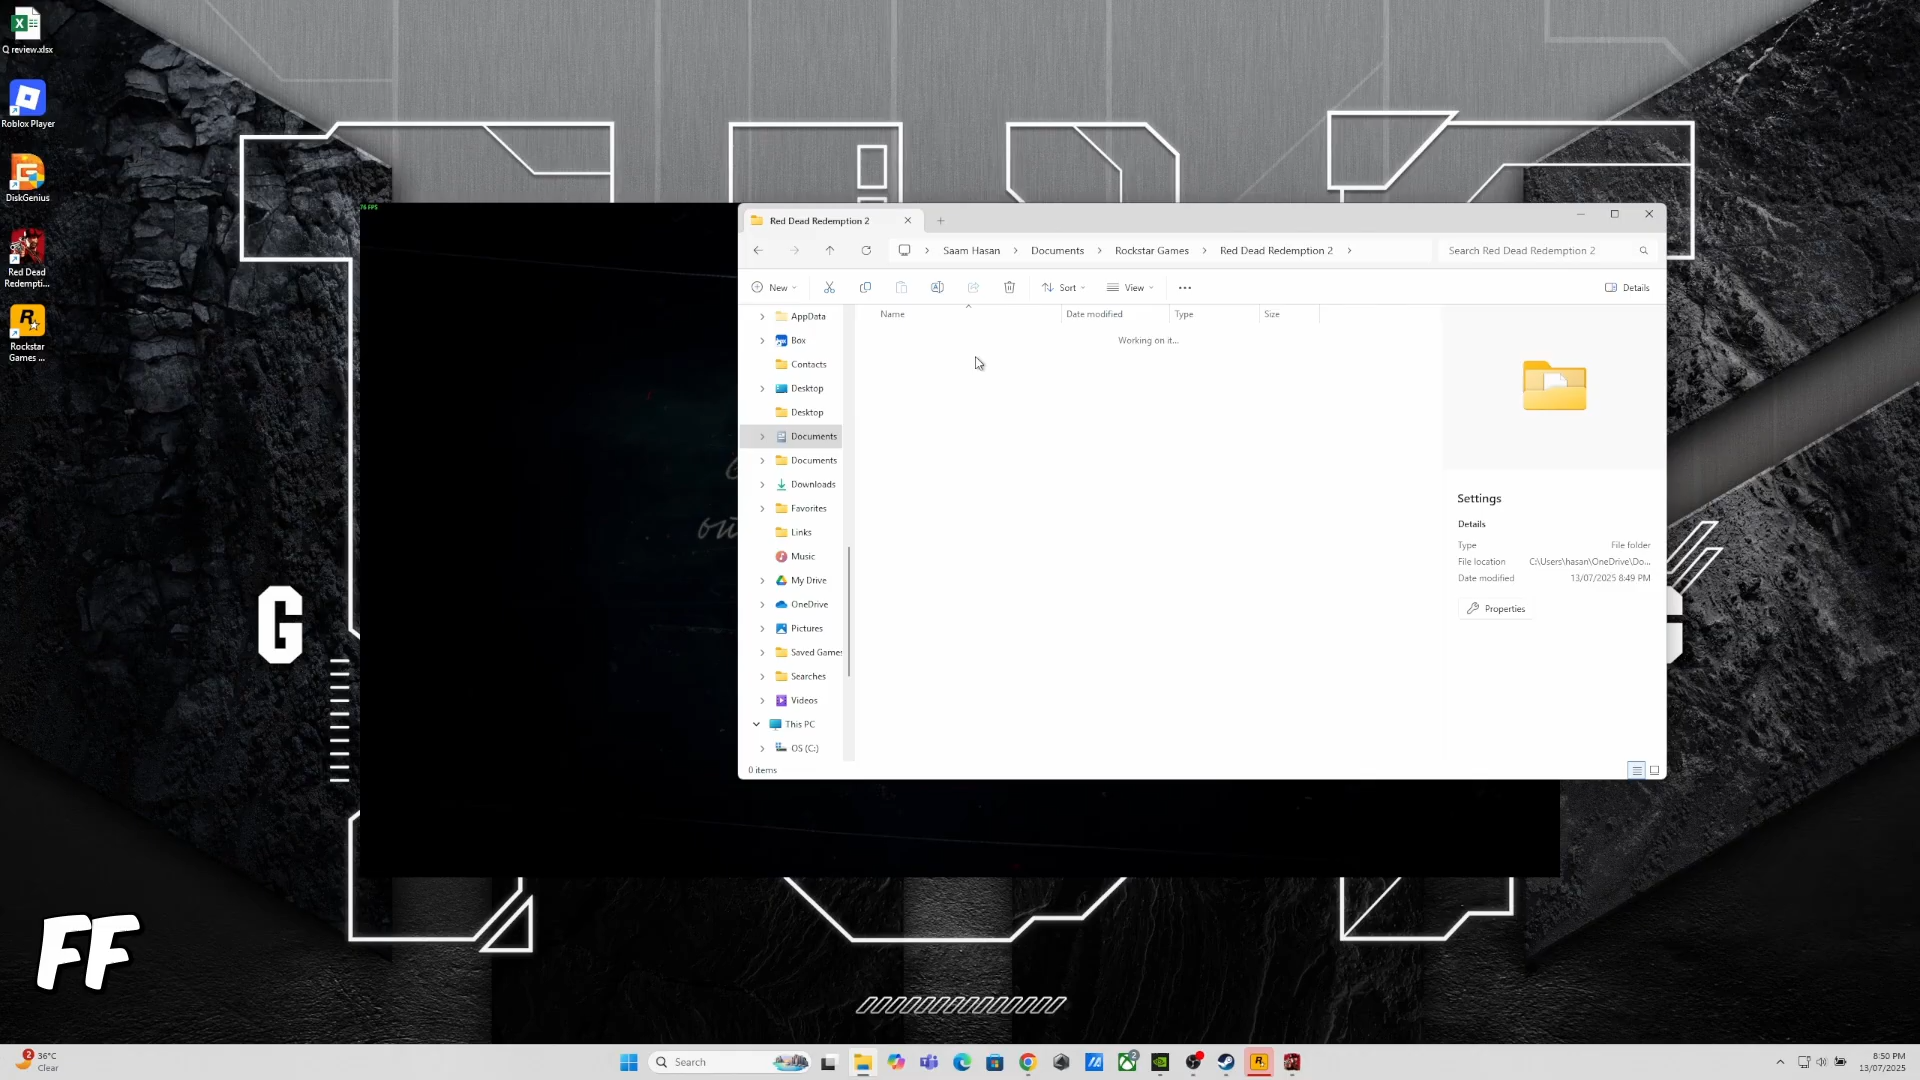 Q review.xlsx
Roblox Player
DiskGenius
Red Dead
Redempti...
Rockstar
Games ...
76 FPS
Red Dead Redemption 2
Saam Hasan
Documents
Rockstar Games
Red Dead Redemption 2
Search Red Dead Redemption 2
New
Sort
View
Details
Name
Date modified
Type
Size
Working on it...
AppData
Box
Contacts
Desktop
Desktop
Documents
Documents
Downloads
Favorites
Links
Music
My Drive
OneDrive
Pictures
Saved Games
Searches
Videos
This PC
OS (C:)
0 items
Settings
Details
Type
File folder
File location
C:\Users\hasan\OneDrive\Do...
Date modified
13/07/2025 8:49 PM
Properties
G
FF
2
36°C
Clear
Search
2
8:50 PM
13/07/2025